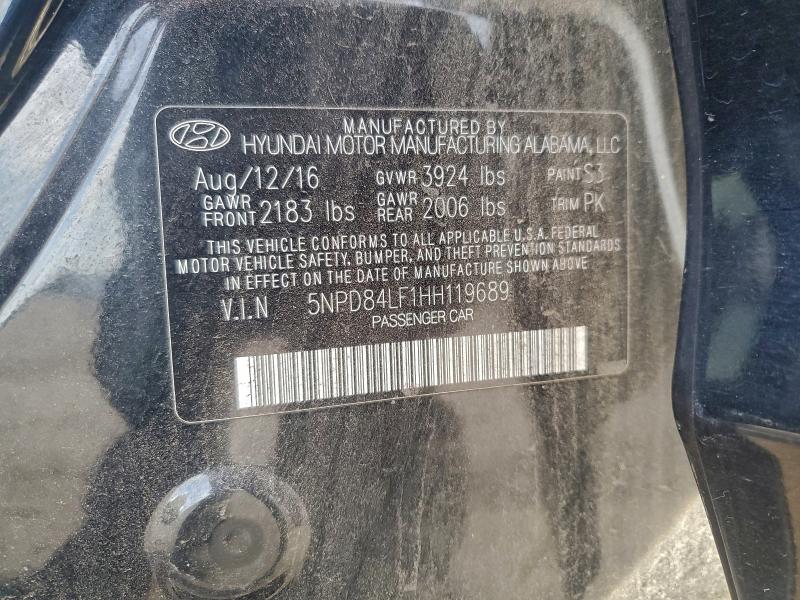 MANUFACTURED BY
HYUNDAI MOTOR MANUFACTURING ALABAMA, LLC
Aug/12/16 GVWR 3924 lbs PAINT S3
GAWR FRONT 2183 lbs GAWR REAR 2006 lbs TRIM PK
THIS VEHICLE CONFORMS TO ALL APPLICABLE U.S.A. FEDERAL
MOTOR VEHICLE SAFETY, BUMPER, AND THEFT PREVENTION STANDARDS
IN EFFECT ON THE DATE OF MANUFACTURE SHOWN ABOVE.
V.I.N 5NPD84LF1HH119689
PASSENGER CAR